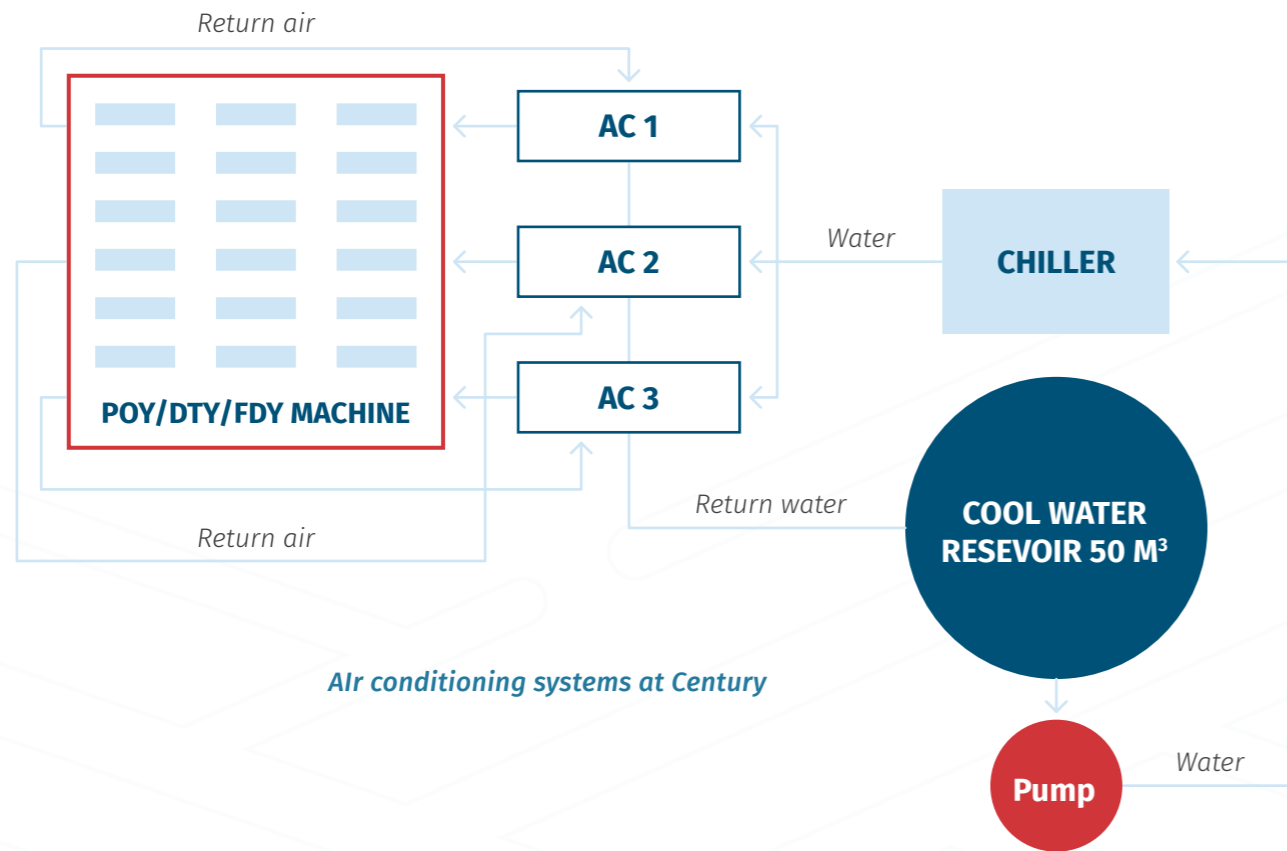 Return air
AC 1
Water
AC 2
CHILLER
AC 3
POY/DTY/FDY MACHINE
Return water
COOL WATER
RESEVOIR 50 M³
Return air
AIr conditioning systems at Century
Water
Pump